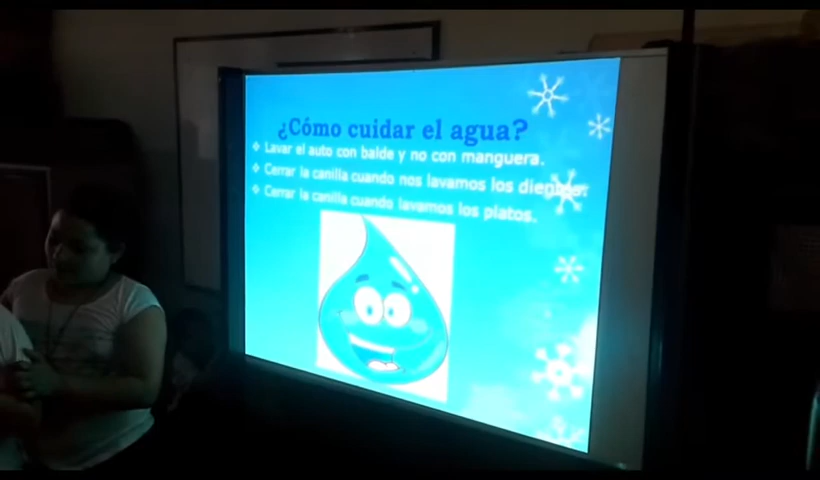 ¿Cómo cuidar el agua?
❖ Lavar el auto con balde y no con manguera.
❖ Cerrar la canilla cuando nos lavamos los dientes.
❖ Cerrar la canilla cuando lavamos los platos.